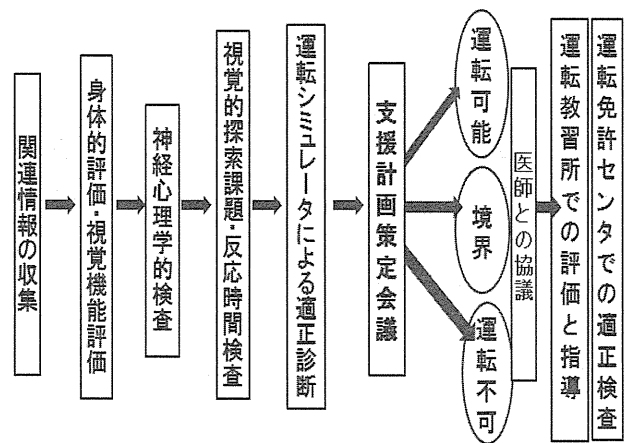 関連情報の収集
身体的評価・視覚機能評価
神経心理学的検査
視覚的探索課題・反応時間検査
運転シミュレータによる適正診断
支援計画策定会議
運転可能
境界
運転不可
医師との協議
運転教習所での評価と指導
運転免許センタでの適正検査